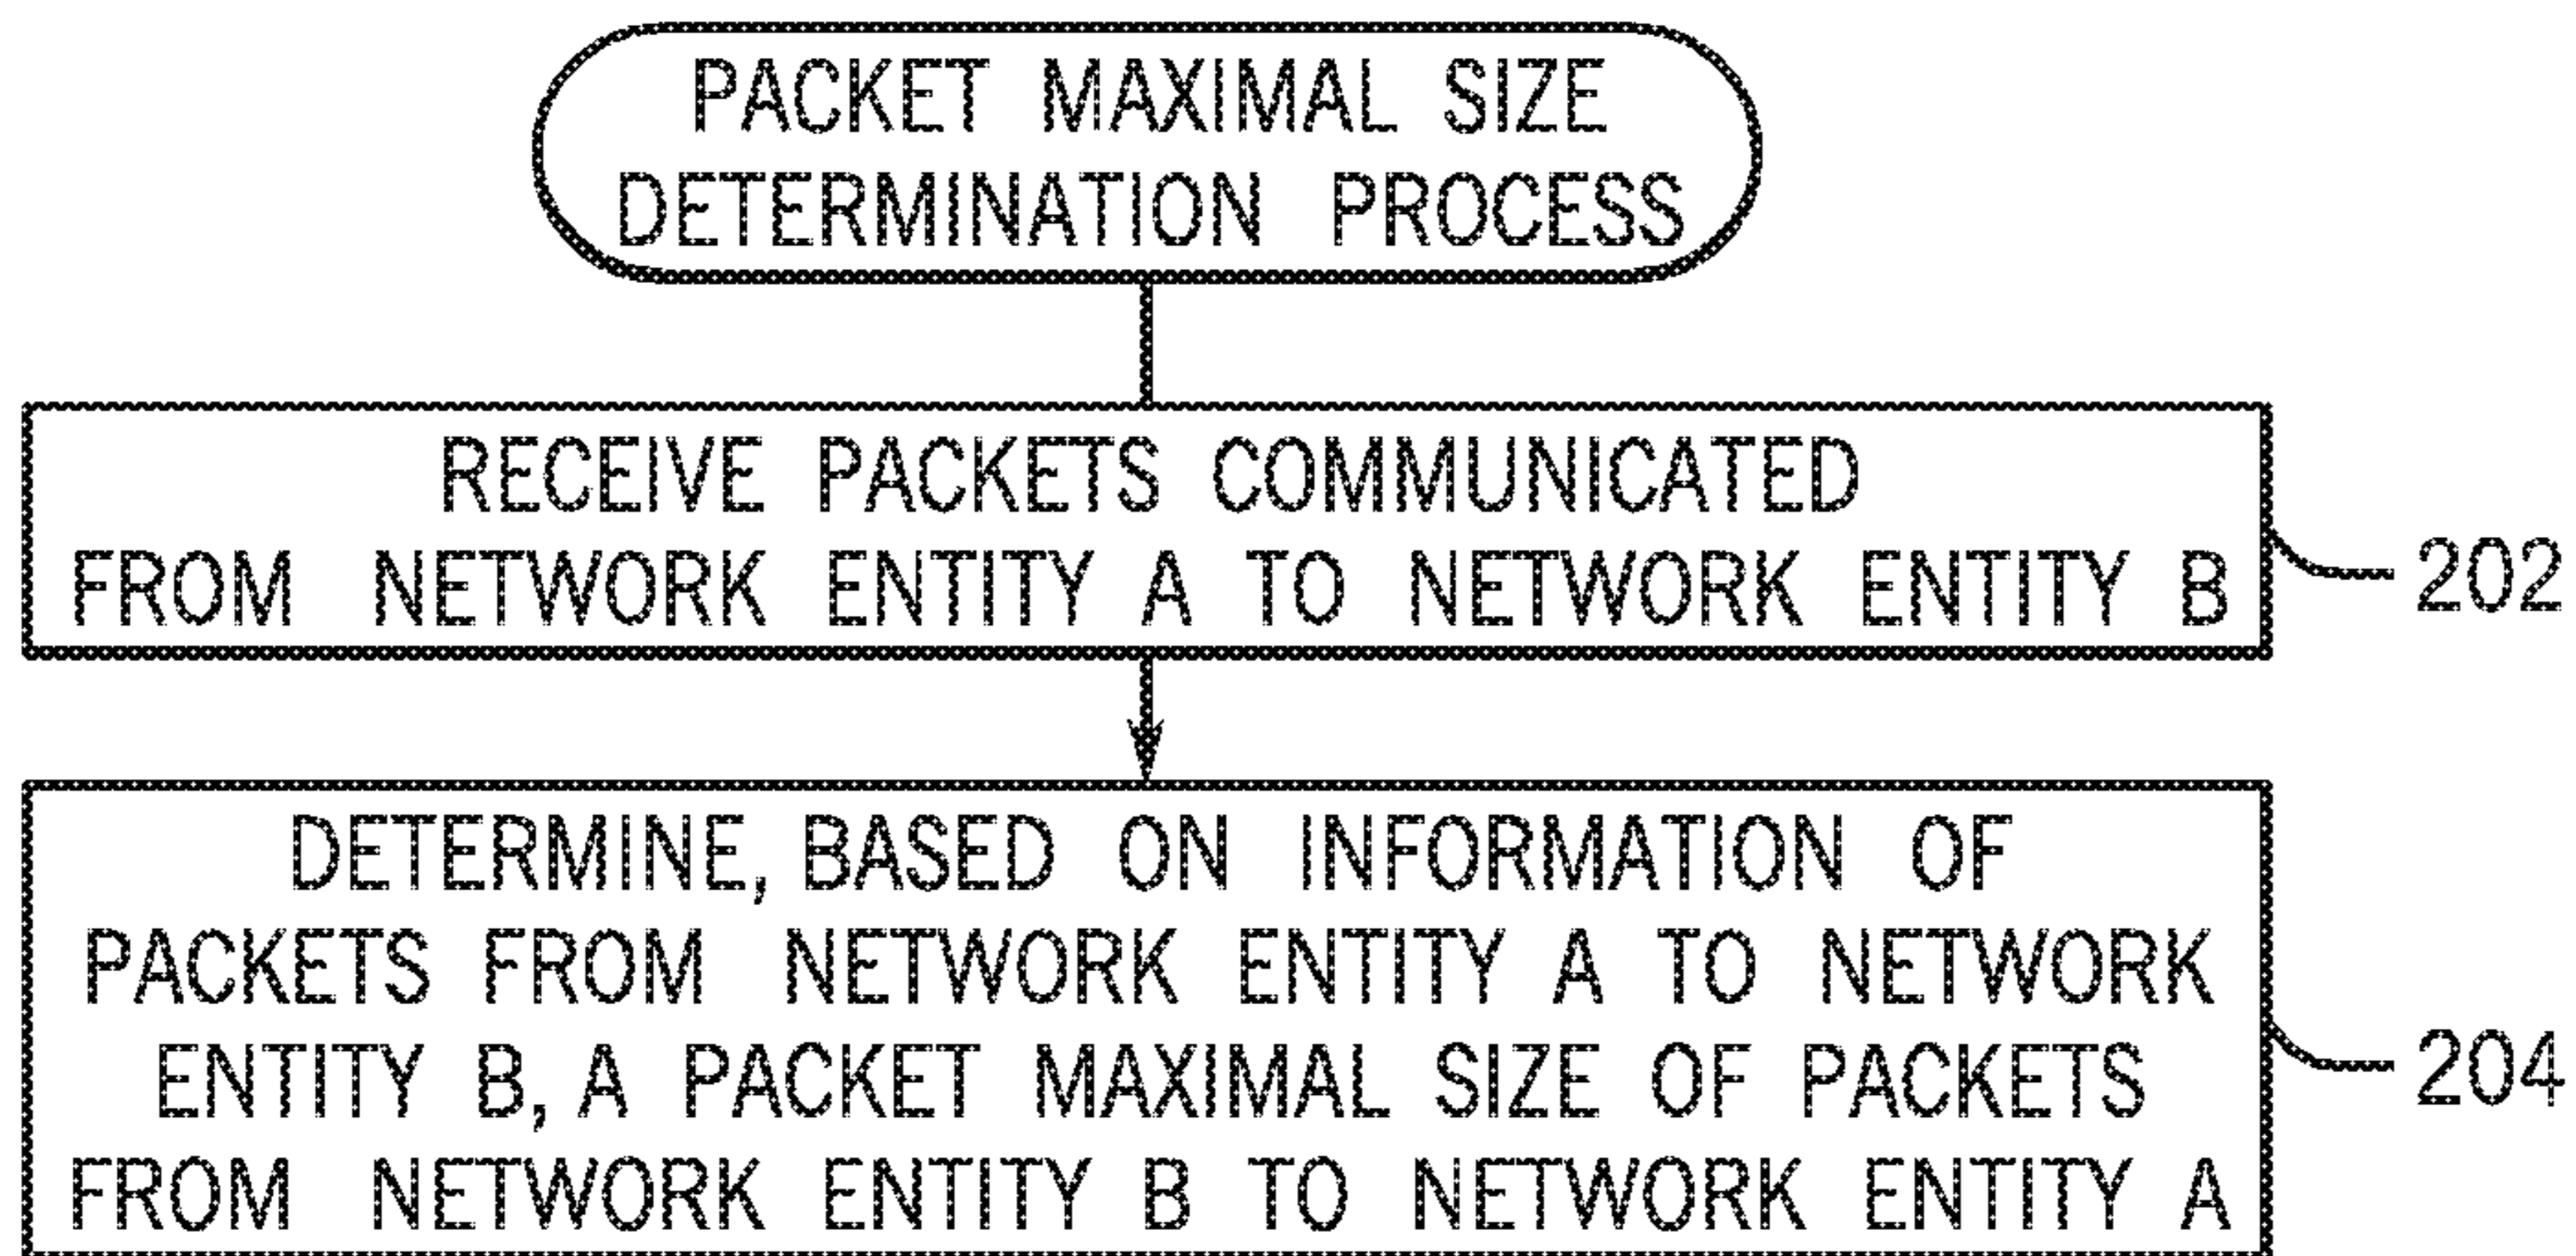 PACKET MAXIMAL SIZE
DETERMINATION PROCESS
RECEIVE PACKETS COMMUNICATED
FROM NETWORK ENTITY A TO NETWORK ENTITY B
202
DETERMINE, BASED ON INFORMATION OF
PACKETS FROM NETWORK ENTITY A TO NETWORK
ENTITY B, A PACKET MAXIMAL SIZE OF PACKETS
FROM NETWORK ENTITY B TO NETWORK ENTITY A
204